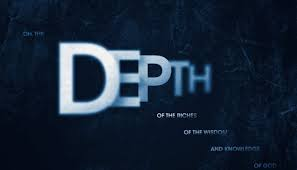 OH, THE
DEPTH
OF THE RICHES
OF THE WISDOM
AND KNOWLEDGE
OF GOD